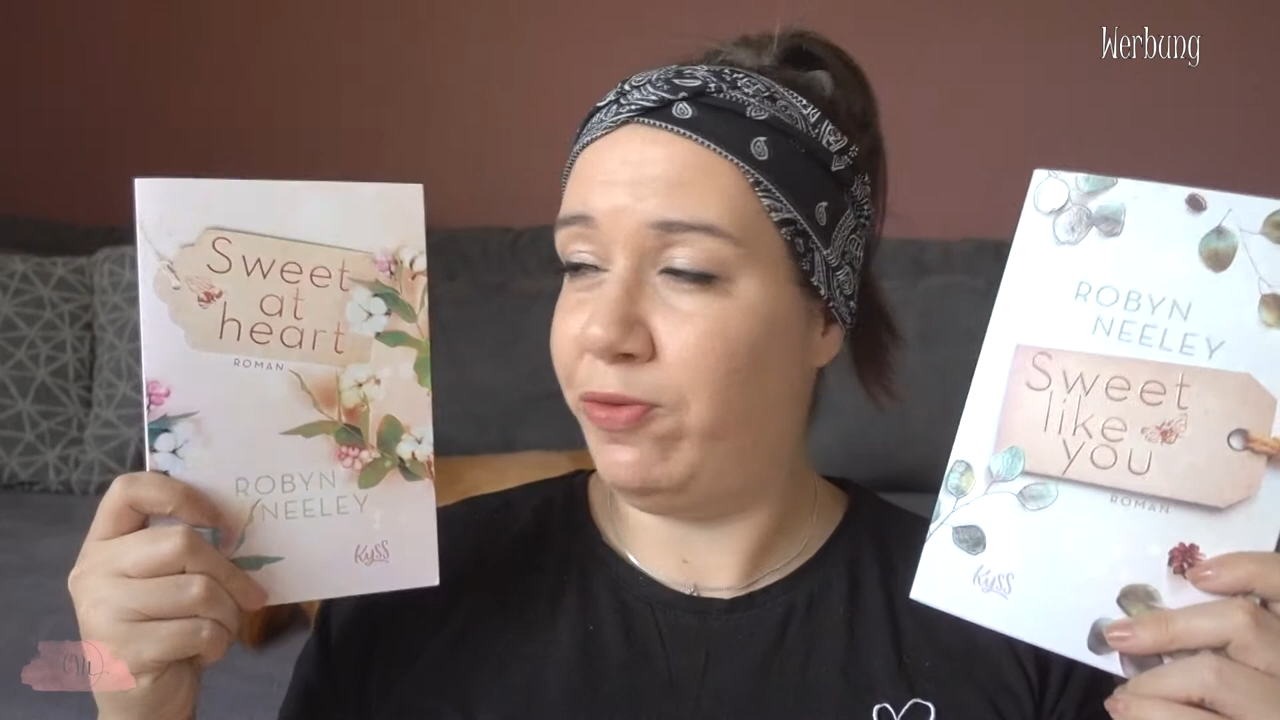 Werbung
Sweet
at
heart
ROMAN
ROBYN
NEELEY
KySS
ROBYN
NEELEY
Sweet
like
you
ROMAN
KySS